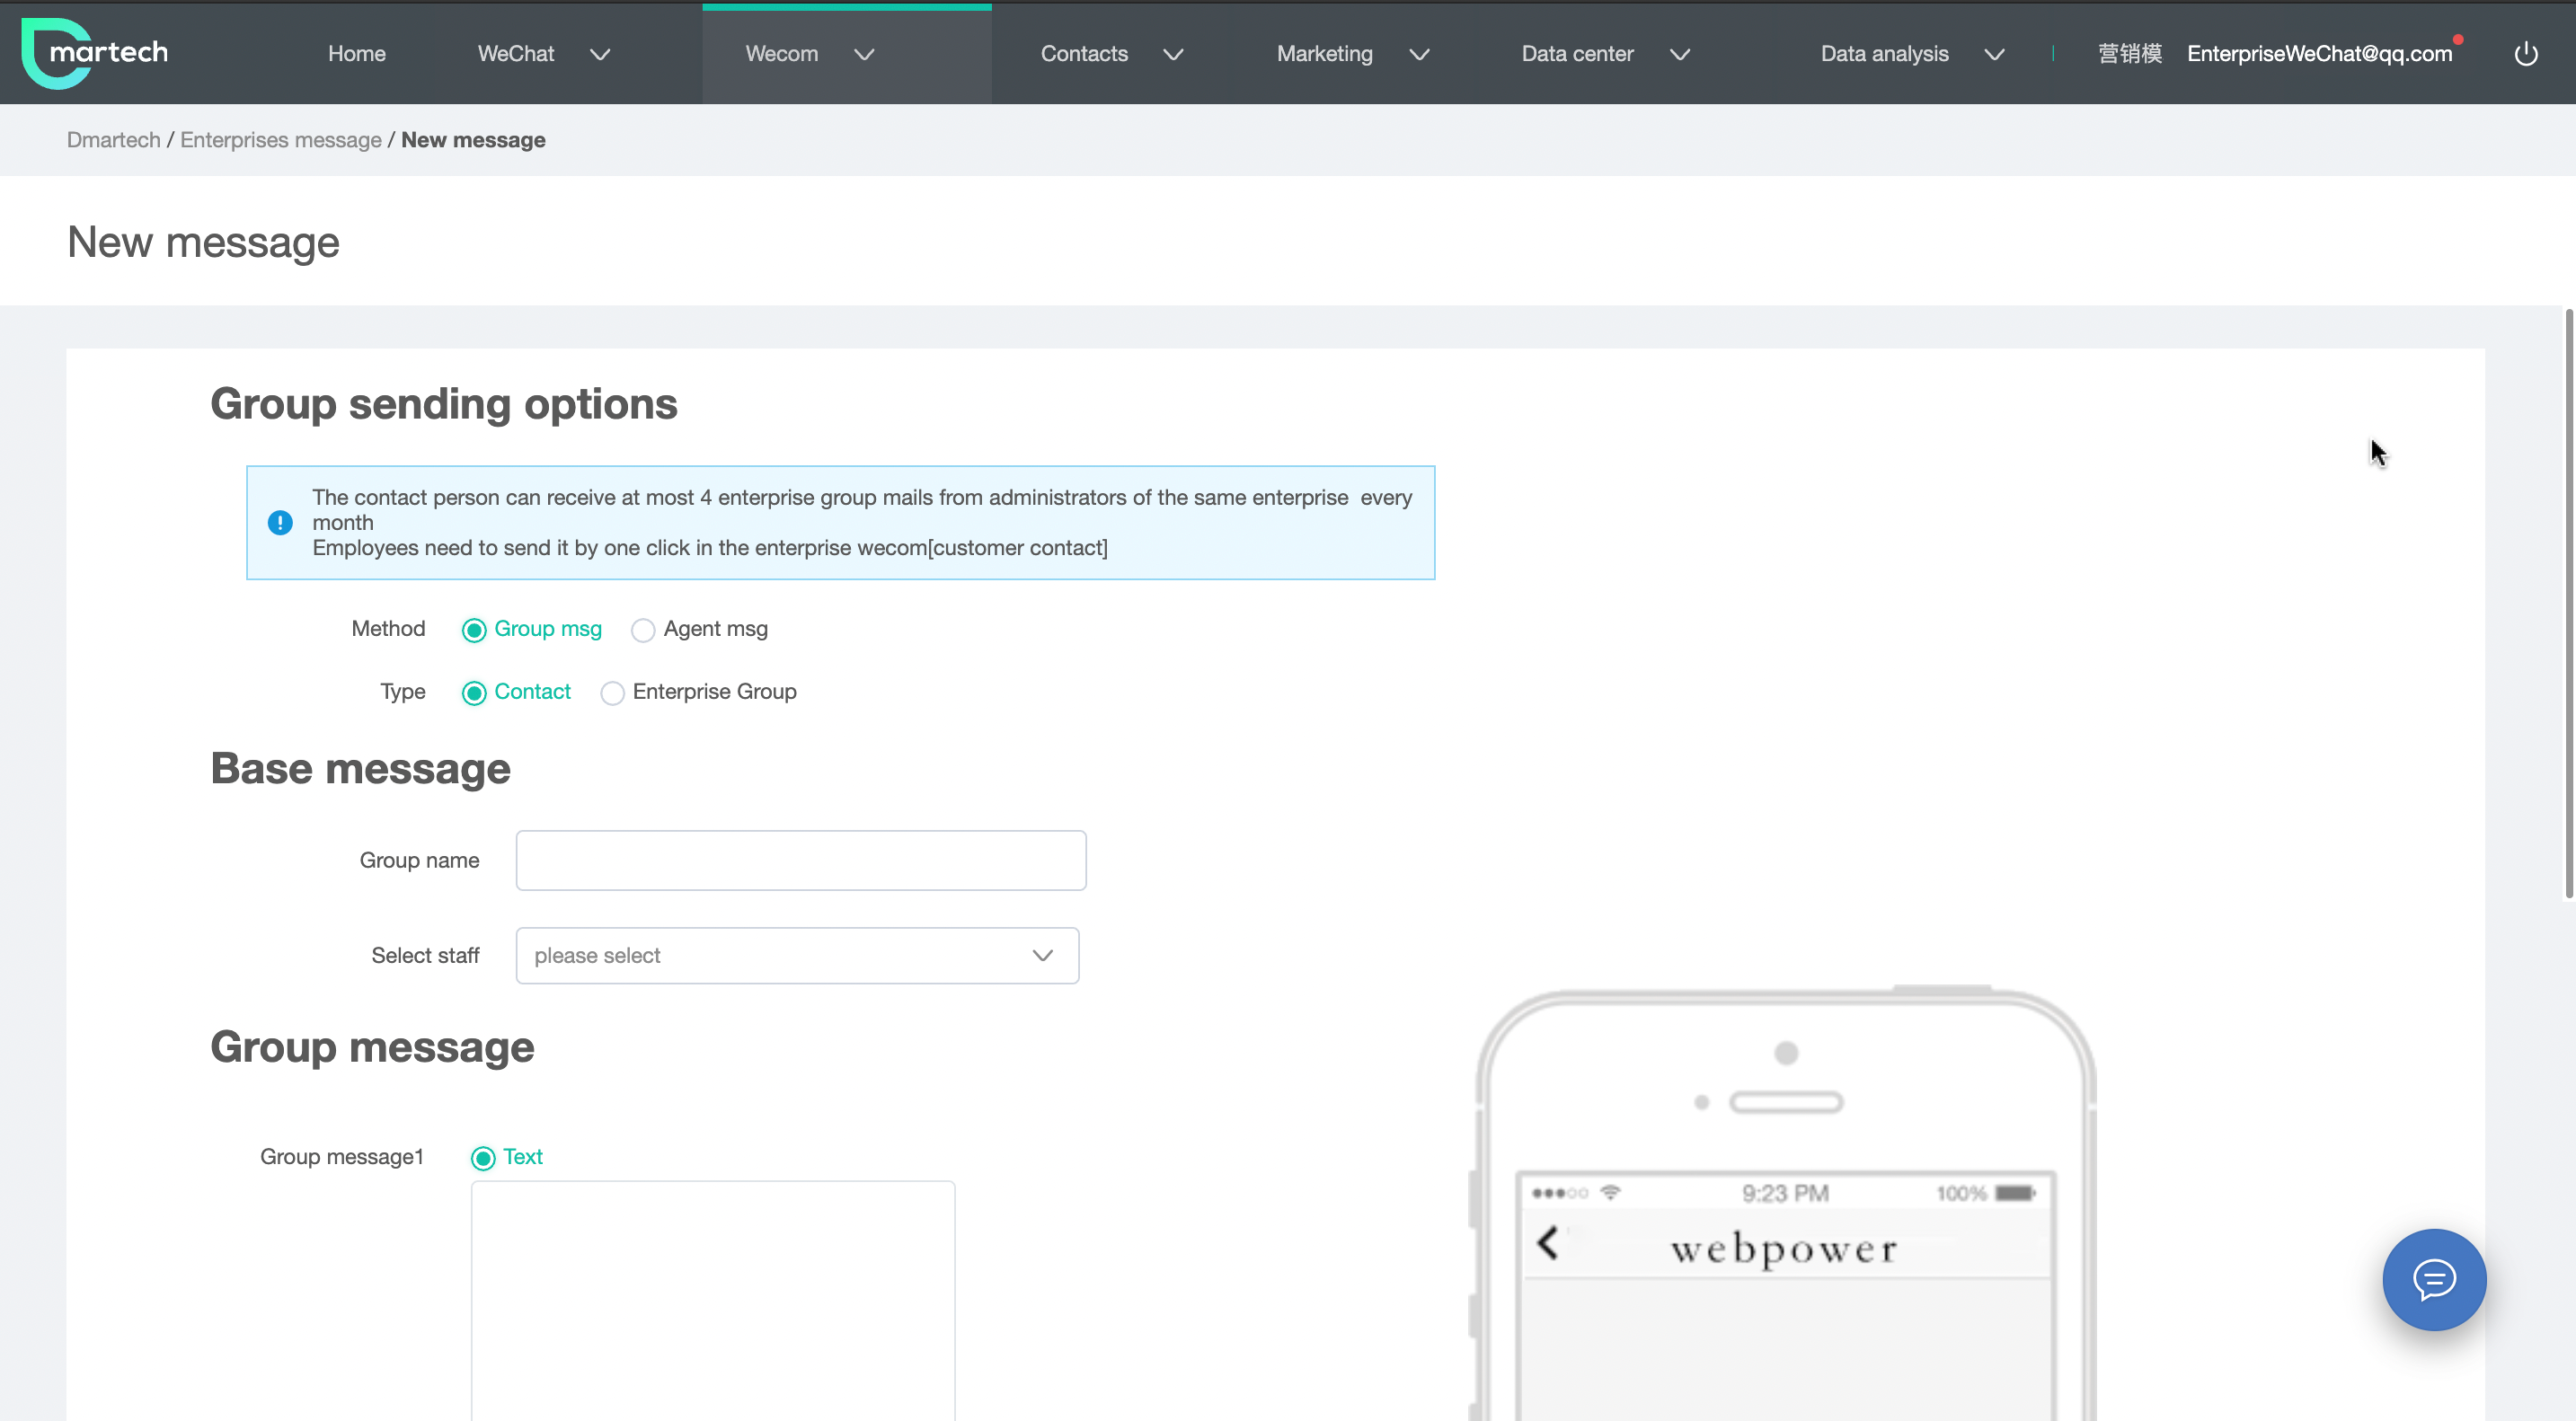 martech
Home
WeChat
Wecom
Contacts
Marketing
Data center
Data analysis
营销模
EnterpriseWeChat@qq.com
Dmartech / Enterprises message / New message
New message
Group sending options
The contact person can receive at most 4 enterprise group mails from administrators of the same enterprise every
month
Employees need to send it by one click in the enterprise wecom[customer contact]
Method
Group msg
Agent msg
Type
Contact
Enterprise Group
Base message
Group name
Select staff
please select
Group message
Group message1
Text
9:23 PM
100%
webpower